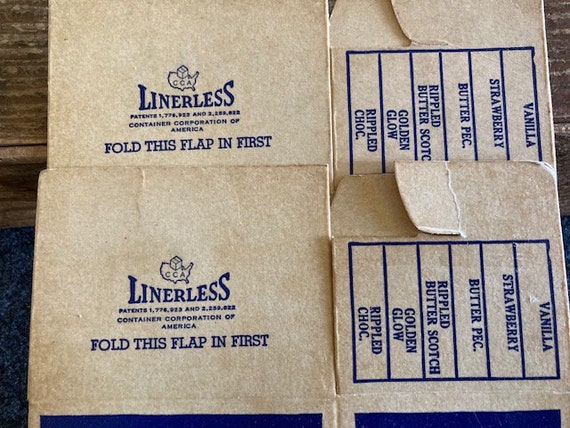 CCA
LINERLESS
PATENTS 1,776,923 AND 2,259,822
CONTAINER CORPORATION OF
AMERICA
FOLD THIS FLAP IN FIRST
VANILLA
STRAWBERRY
BUTTER PEC.
RIPPLED
BUTTER SCOTCH
GOLDEN
GLOW
RIPPLED
CHOC.
CCA
LINERLESS
PATENTS 1,776,923 AND 2,259,822
CONTAINER CORPORATION OF
AMERICA
FOLD THIS FLAP IN FIRST
VANILLA
STRAWBERRY
BUTTER PEC.
RIPPLED
BUTTER SCOTCH
GOLDEN
GLOW
RIPPLED
CHOC.